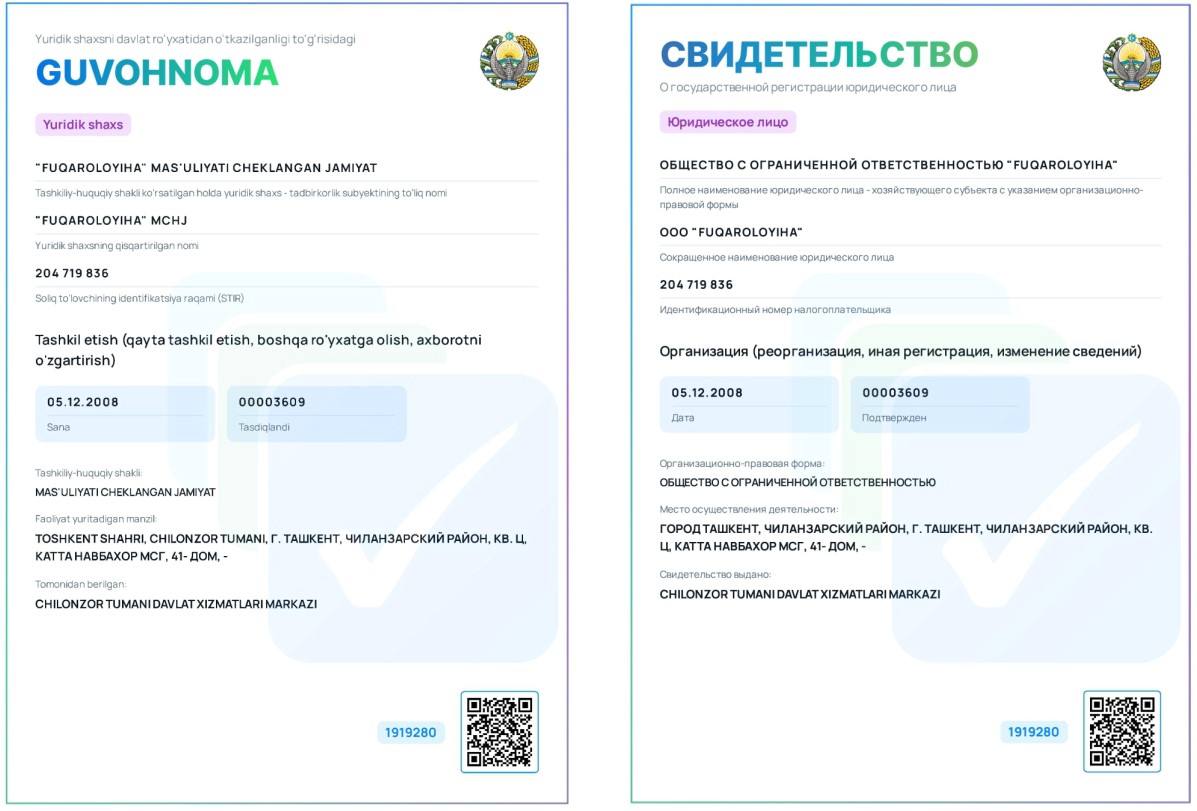 Yuridik shaxsni davlat ro'yxatidan o'tkazilganligi to'g'risidagi
GUVOHNOMA
Yuridik shaxs
"FUQAROLOYIHA" MAS'ULIYATI CHEKLANGAN JAMIYAT
Tashkiliy-huquqiy shakli ko'rsatilgan holda yuridik shaxs - tadbirkorlik subyektining to'liq nomi
"FUQAROLOYIHA" MCHJ
Yuridik shaxsning qisqartirilgan nomi
204 719 836
Soliq to'lovchining identifikatsiya raqami (STIR)
Tashkil etish (qayta tashkil etish, boshqa ro'yxatga olish, axborotni
o'zgartirish)
05.12.2008
Sana
00003609
Tasdiqlandi
Tashkiliy-huquqiy shakli:
MAS'ULIYATI CHEKLANGAN JAMIYAT
Faoliyat yuritadigan manzil:
TOSHKENT SHAHRI, CHILONZOR TUMANI, Г. ТАШКЕНТ, ЧИЛАНЗАРСКИЙ РАЙОН, КВ. Ц,
КАТТА НАВБАХОР МСГ, 41- ДОМ, -
Tomonidan berilgan:
CHILONZOR TUMANI DAVLAT XIZMATLARI MARKAZI
1919280
СВИДЕТЕЛЬСТВО
О государственной регистрации юридического лица
Юридическое лицо
ОБЩЕСТВО С ОГРАНИЧЕННОЙ ОТВЕТСТВЕННОСТЬЮ "FUQAROLOYIHA"
Полное наименование юридического лица - хозяйствующего субъекта с указанием организационно-
правовой формы
ООО "FUQAROLOYIHA"
Сокращенное наименование юридического лица
204 719 836
Идентификационный номер налогоплательщика
Организация (реорганизация, иная регистрация, изменение сведений)
05.12.2008
Дата
00003609
Подтвержден
Организационно-правовая форма:
ОБЩЕСТВО С ОГРАНИЧЕННОЙ ОТВЕТСТВЕННОСТЬЮ
Место осуществления деятельности:
ГОРОД ТАШКЕНТ, ЧИЛАНЗАРСКИЙ РАЙОН, Г. ТАШКЕНТ, ЧИЛАНЗАРСКИЙ РАЙОН, КВ.
Ц, КАТТА НАВБАХОР МСГ, 41- ДОМ, -
Свидетельство выдано:
CHILONZOR TUMANI DAVLAT XIZMATLARI MARKAZI
1919280